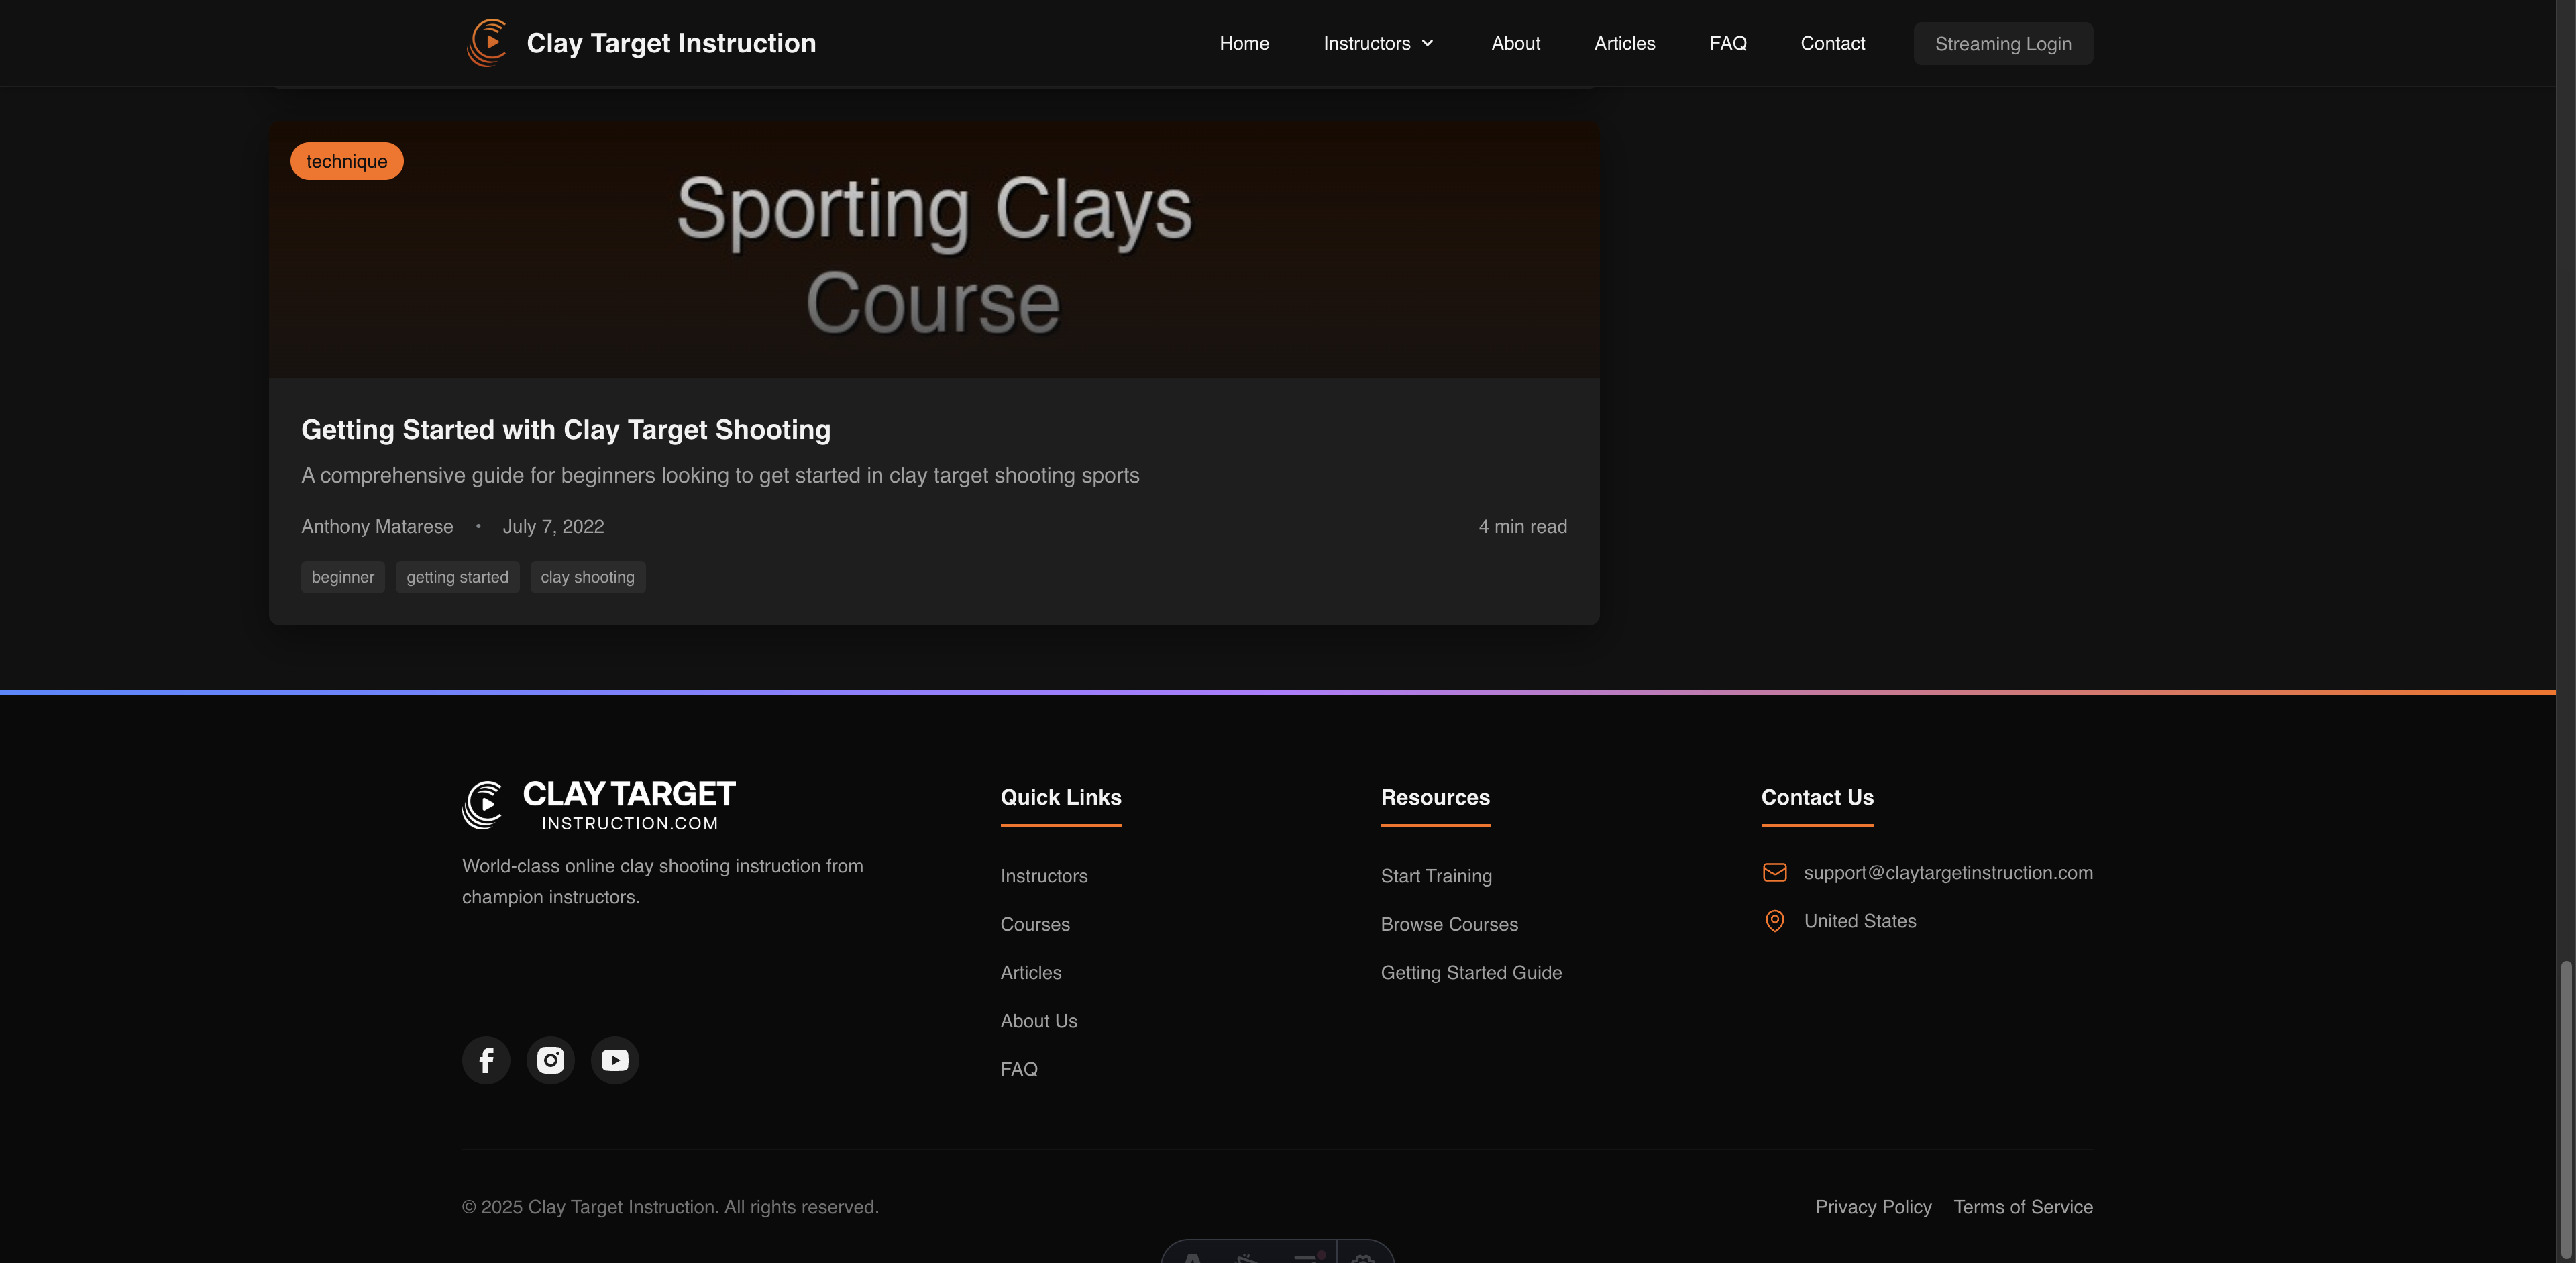 Clay Target Instruction
Home Instructors About Articles FAQ Contact Streaming Login
technique
Sporting Clays
Course
Getting Started with Clay Target Shooting
A comprehensive guide for beginners looking to get started in clay target shooting sports
Anthony Matarese • July 7, 2022 4 min read
beginner getting started clay shooting
CLAY TARGET
INSTRUCTION.COM
World-class online clay shooting instruction from
champion instructors.
Quick Links
Instructors
Courses
Articles
About Us
FAQ
Resources
Start Training
Browse Courses
Getting Started Guide
Contact Us
support@claytargetinstruction.com
United States
© 2025 Clay Target Instruction. All rights reserved.
Privacy Policy Terms of Service